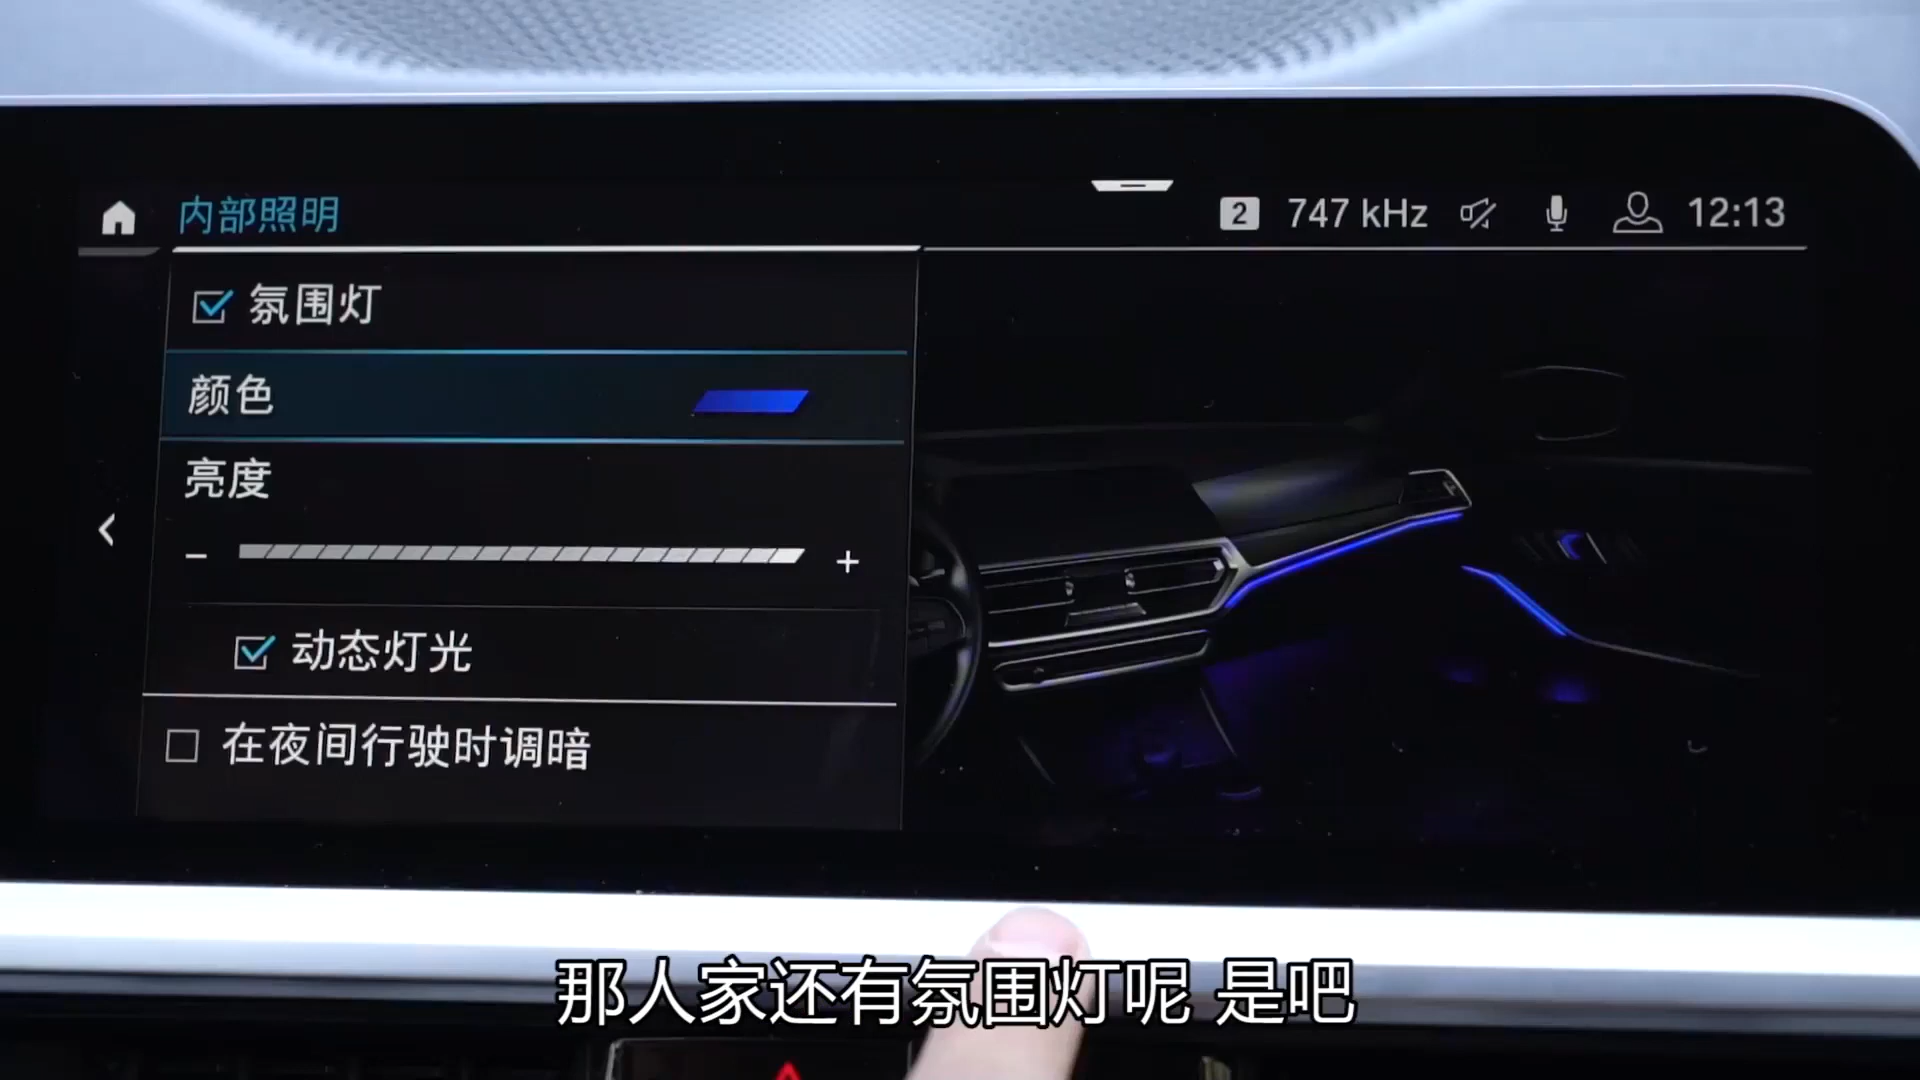 内部照明
2 747 kHz 12:13
氛围灯
颜色
亮度
- +
动态灯光
在夜间行驶时调暗
那人家还有氛围灯呢 是吧